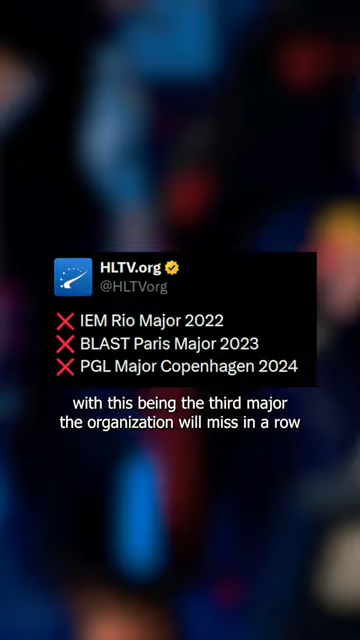 HLTV.org
@HLTVorg
❌ IEM Rio Major 2022
❌ BLAST Paris Major 2023
❌ PGL Major Copenhagen 2024
with this being the third major
the organization will miss in a row